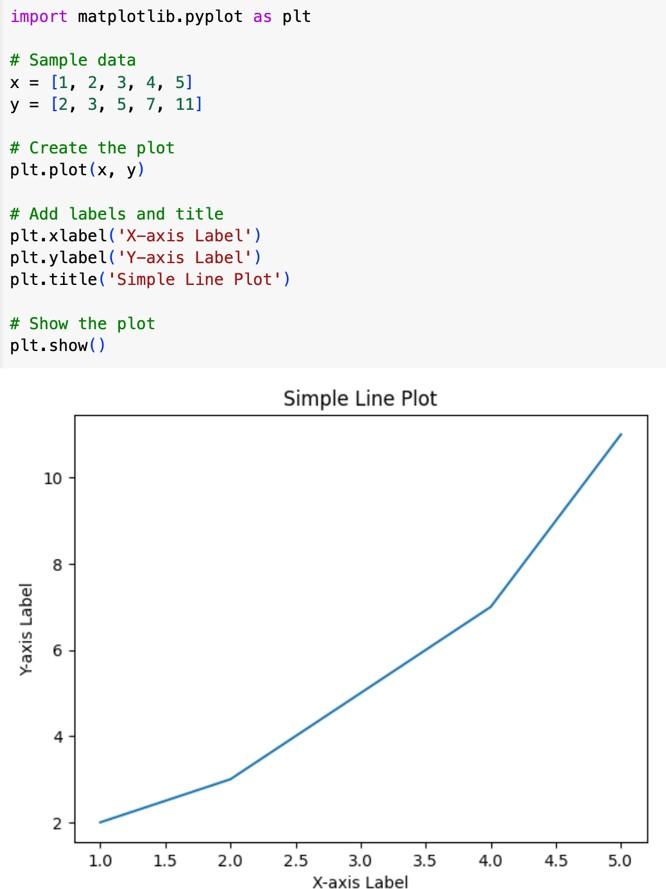 import matplotlib.pyplot as plt
# Sample data
x = [1, 2, 3, 4, 5]
y = [2, 3, 5, 7, 11]
# Create the plot
plt.plot(x, y)
# Add labels and title
plt.xlabel('X-axis Label')
plt.ylabel('Y-axis Label')
plt.title('Simple Line Plot')
# Show the plot
plt.show()
Simple Line Plot
Y-axis Label
10
8
6
4
2
1.0 1.5 2.0 2.5 3.0 3.5 4.0 4.5 5.0
X-axis Label